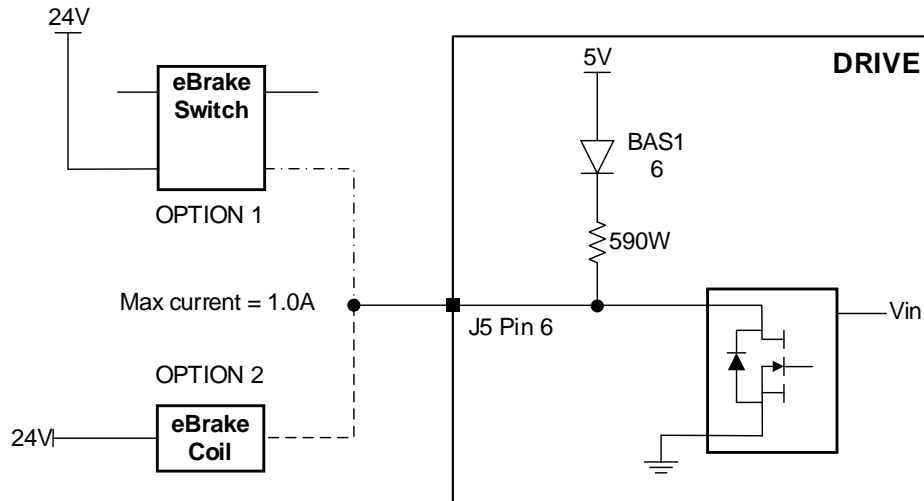 24V
eBrake
Switch
OPTION 1
Max current = 1.0A
OPTION 2
24V
eBrake
Coil
DRIVE
5V
BAS1
6
590W
J5 Pin 6
Vin